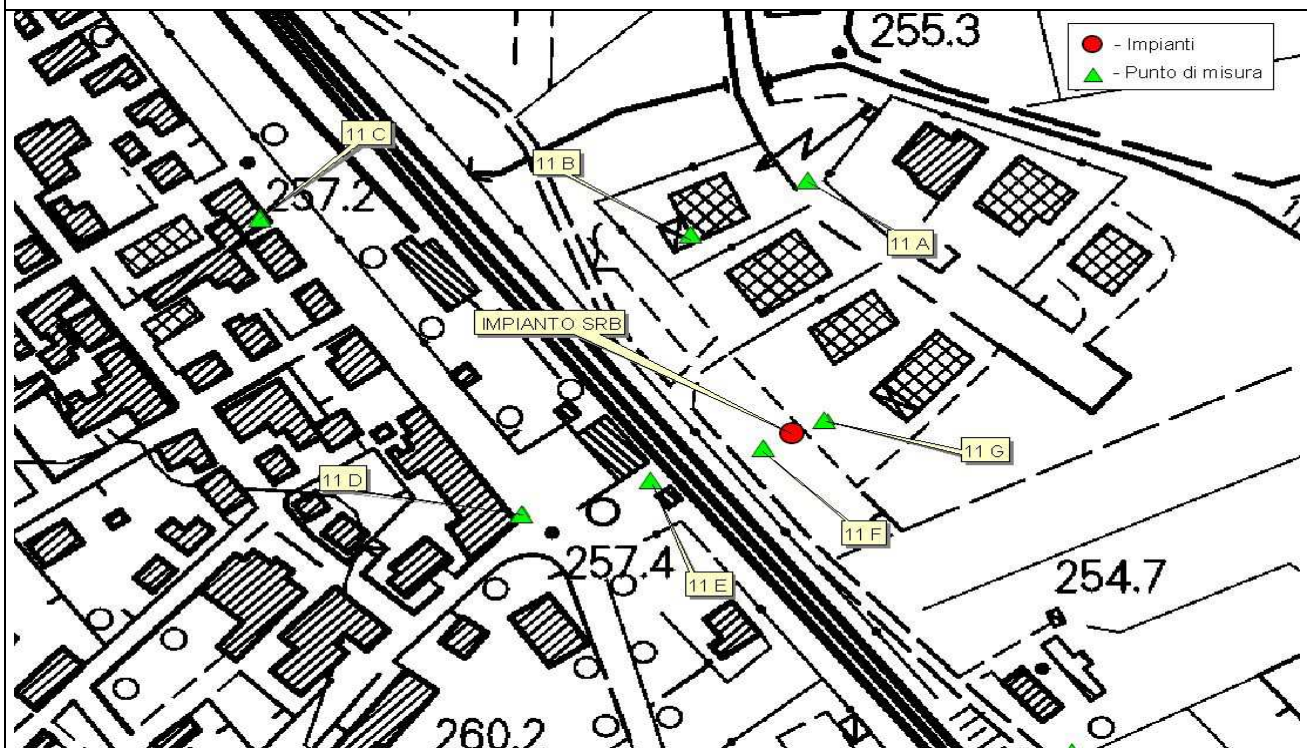 255.3
- Impianti
- Punto di misura
11 C
11 B
257.2
11 A
IMPIANTO SRB
11 G
11 D
11 F
257.4
11 E
254.7
260.2